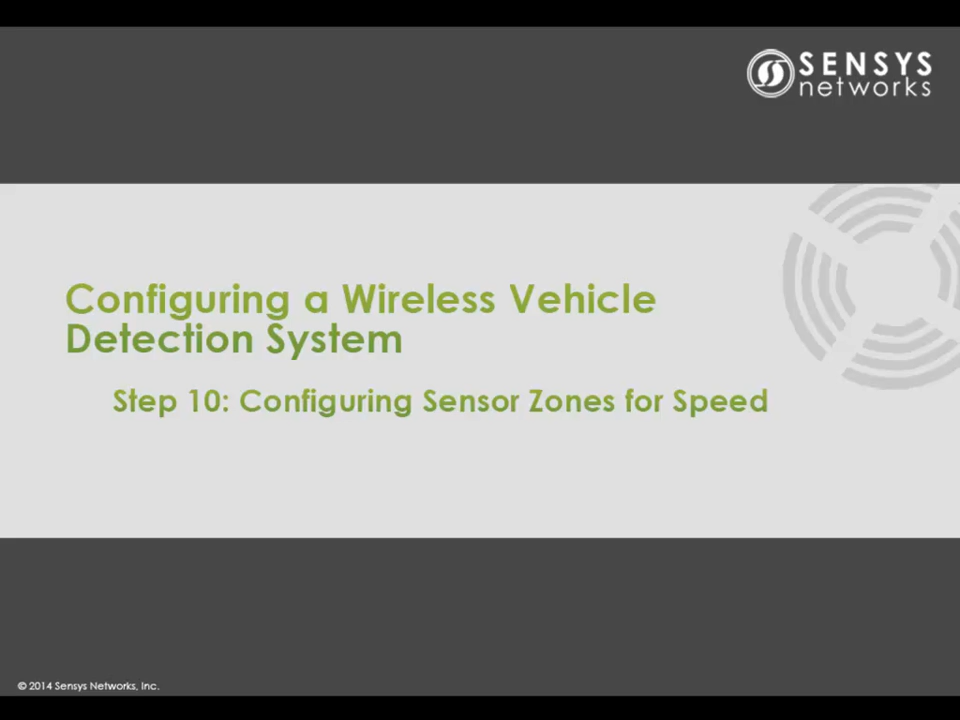 SENSYS
networks
Configuring a Wireless Vehicle
Detection System
Step 10: Configuring Sensor Zones for Speed
© 2014 Sensys Networks, Inc.